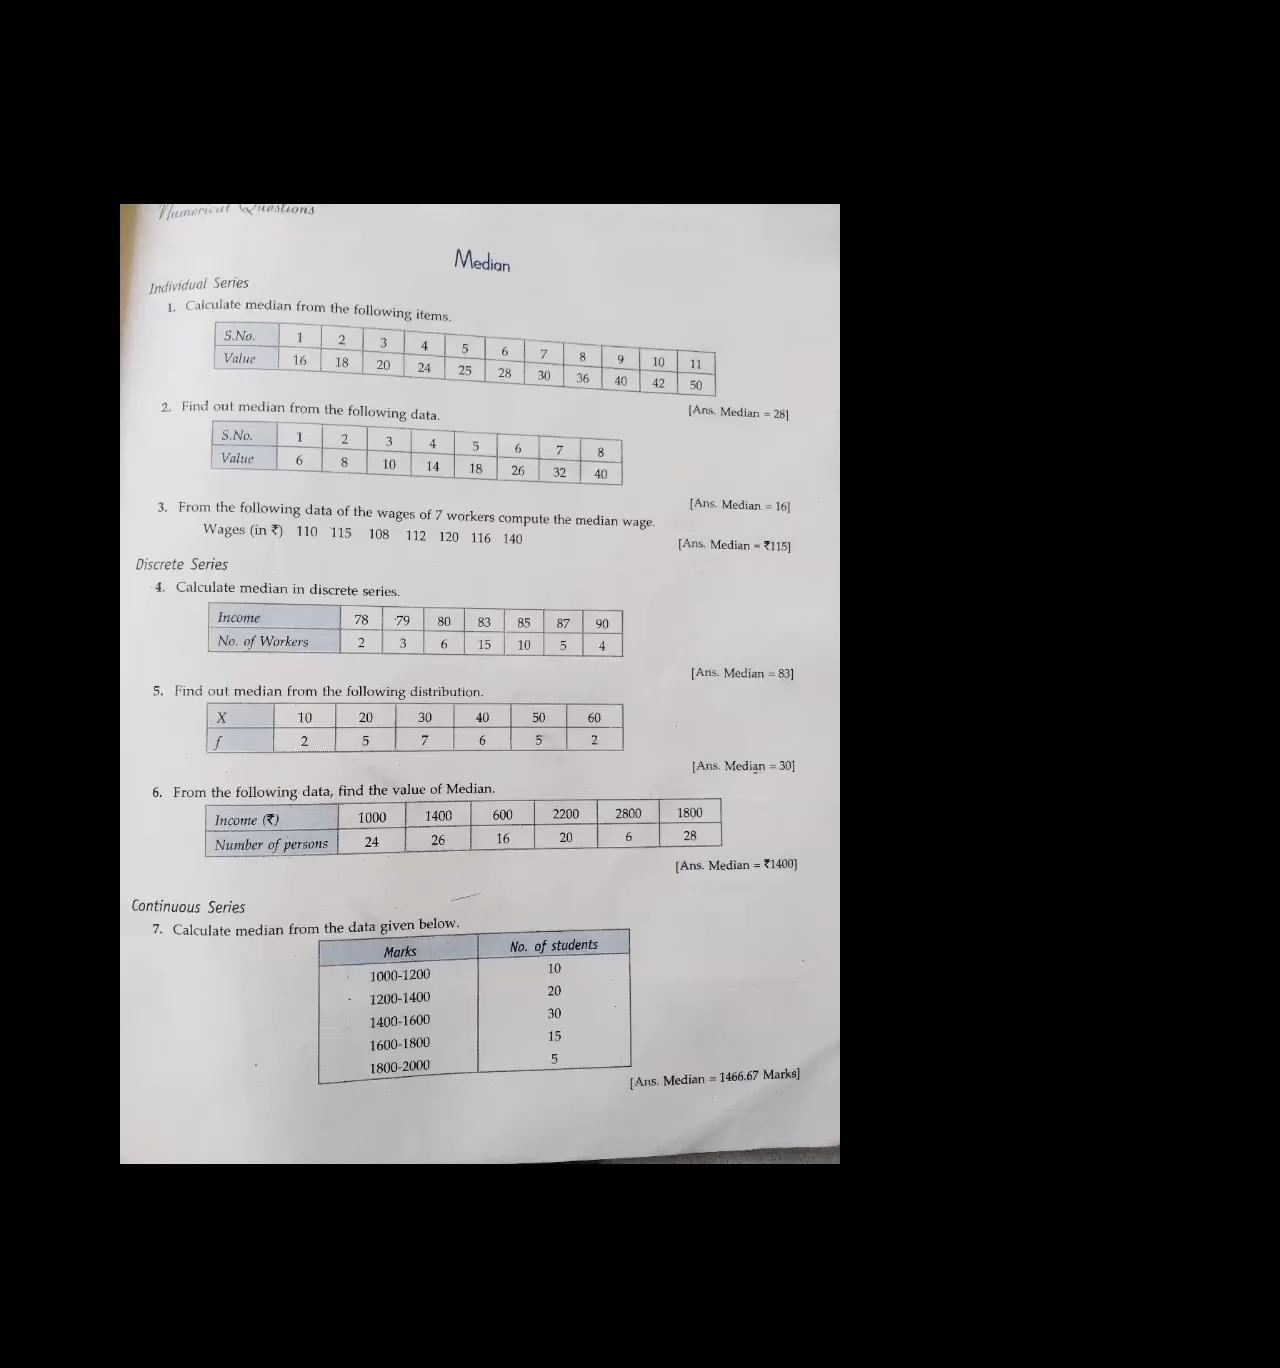 Numerical Questions
Median
Individual Series
1. Calculate median from the following items.
S.No. 1 2 3 4 5 6 7 8 9 10 11
Value 16 18 20 24 25 28 30 36 40 42 50
[Ans. Median = 28]
2. Find out median from the following data.
S.No. 1 2 3 4 5 6 7 8
Value 6 8 10 14 18 26 32 40
[Ans. Median = 16]
3. From the following data of the wages of 7 workers compute the median wage.
Wages (in ₹) 110 115 108 112 120 116 140
[Ans. Median = ₹115]
Discrete Series
4. Calculate median in discrete series.
Income 78 79 80 83 85 87 90
No. of Workers 2 3 6 15 10 5 4
[Ans. Median = 83]
5. Find out median from the following distribution.
X 10 20 30 40 50 60
f 2 5 7 6 5 2
[Ans. Median = 30]
6. From the following data, find the value of Median.
Income (₹) 1000 1400 600 2200 2800 1800
Number of persons 24 26 16 20 6 28
[Ans. Median = ₹1400]
Continuous Series
7. Calculate median from the data given below.
Marks No. of students
1000-1200 10
1200-1400 20
1400-1600 30
1600-1800 15
1800-2000 5
[Ans. Median = 1466.67 Marks]